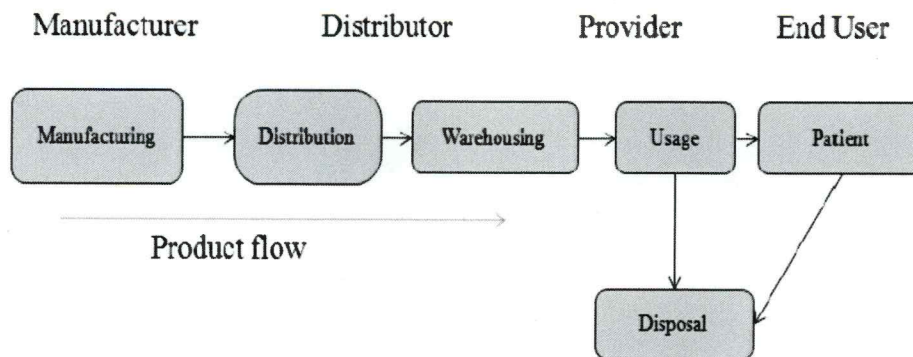 Manufacturer Distributor Provider End User
Manufacturing Distribution Warehousing Usage Patient
Product flow
Disposal